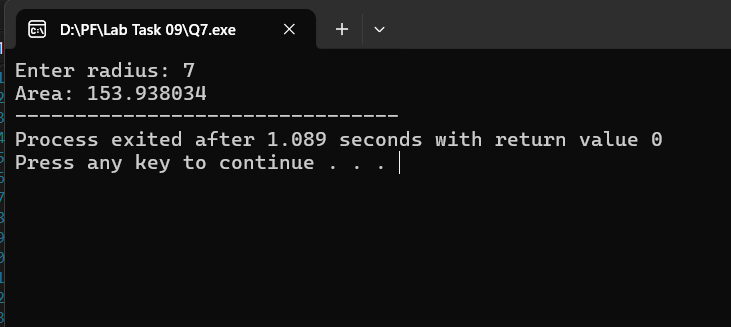 D:\PF\Lab Task 09\Q7.exe
Enter radius: 7
Area: 153.938034
--------------------------------
Process exited after 1.089 seconds with return value 0
Press any key to continue . . .